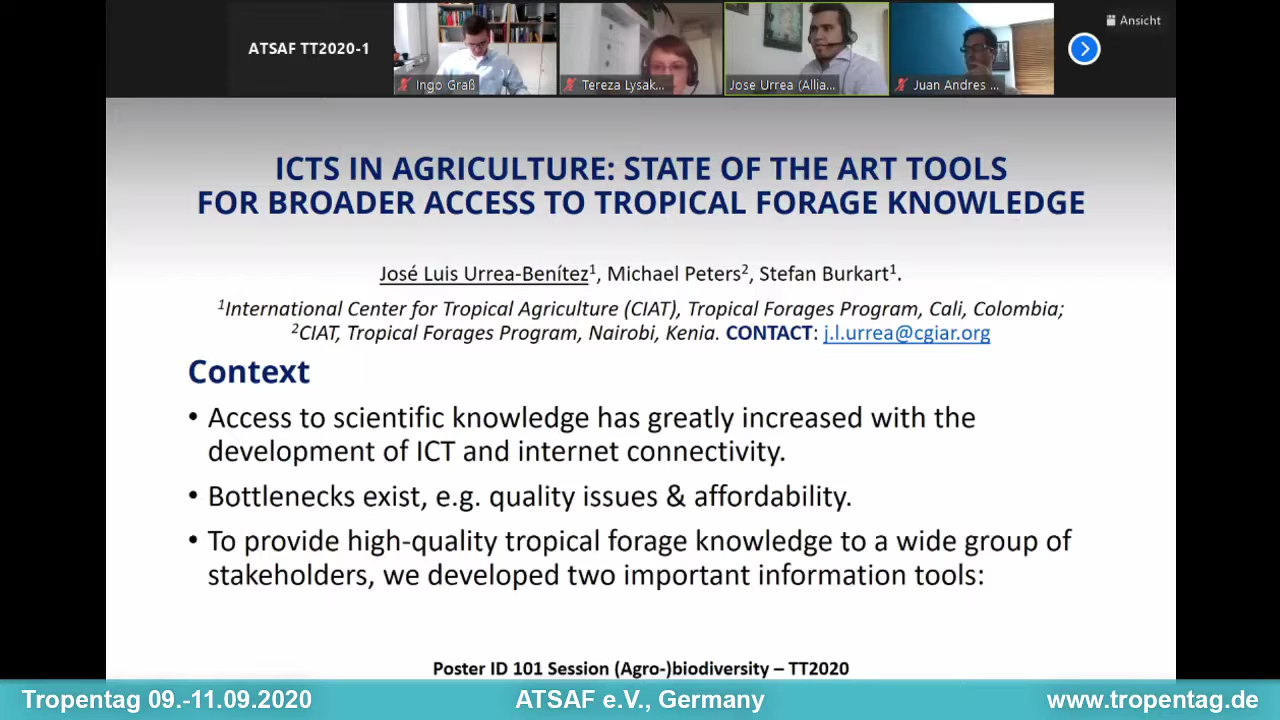 ATSAF TT2020-1
Ingo Graß
Tereza Lysak...
Jose Urrea (Allia...
Juan Andres ...
Ansicht
ICTS IN AGRICULTURE: STATE OF THE ART TOOLS
FOR BROADER ACCESS TO TROPICAL FORAGE KNOWLEDGE
José Luis Urrea-Benítez¹, Michael Peters², Stefan Burkart¹.
¹International Center for Tropical Agriculture (CIAT), Tropical Forages Program, Cali, Colombia;
²CIAT, Tropical Forages Program, Nairobi, Kenia. CONTACT: j.l.urrea@cgiar.org
Context
• Access to scientific knowledge has greatly increased with the
development of ICT and internet connectivity.
• Bottlenecks exist, e.g. quality issues & affordability.
• To provide high-quality tropical forage knowledge to a wide group of
stakeholders, we developed two important information tools:
Poster ID 101 Session (Agro-)biodiversity – TT2020
Tropentag 09.-11.09.2020
ATSAF e.V., Germany
www.tropentag.de